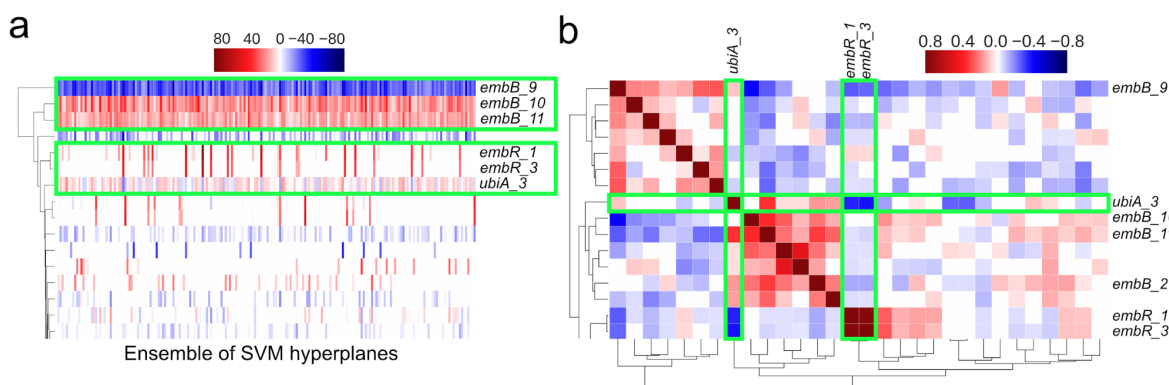 a
80 40 0 -40 -80
embB_9
embB_10
embB_11
embR_1
embR_3
ubiA_3
Ensemble of SVM hyperplanes
b
ubiA_3
embR_1
embR_3
0.8 0.4 0 -0.4 -0.8
embB_9
ubiA_3
embB_1
embB_1
embB_2
embR_1
embR_3